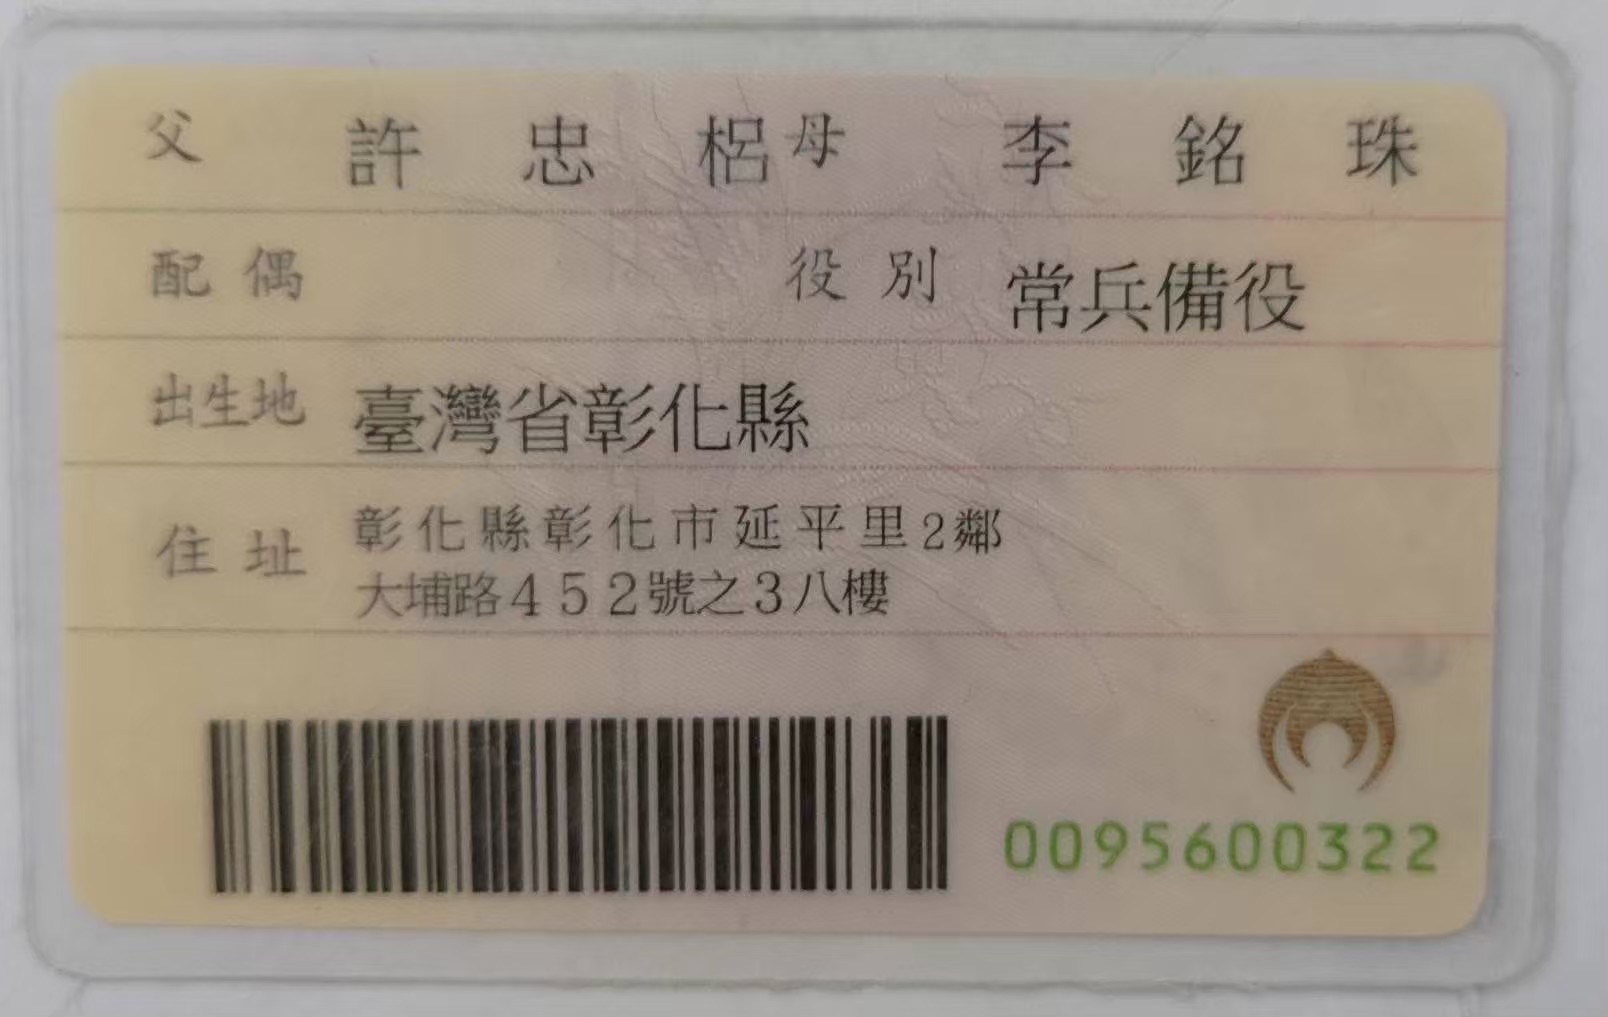 父 許忠梠 母 李銘珠
配偶 役別 常兵備役
出生地 臺灣省彰化縣
住址 彰化縣彰化市延平里2鄰
大埔路452號之3八樓
0095600322